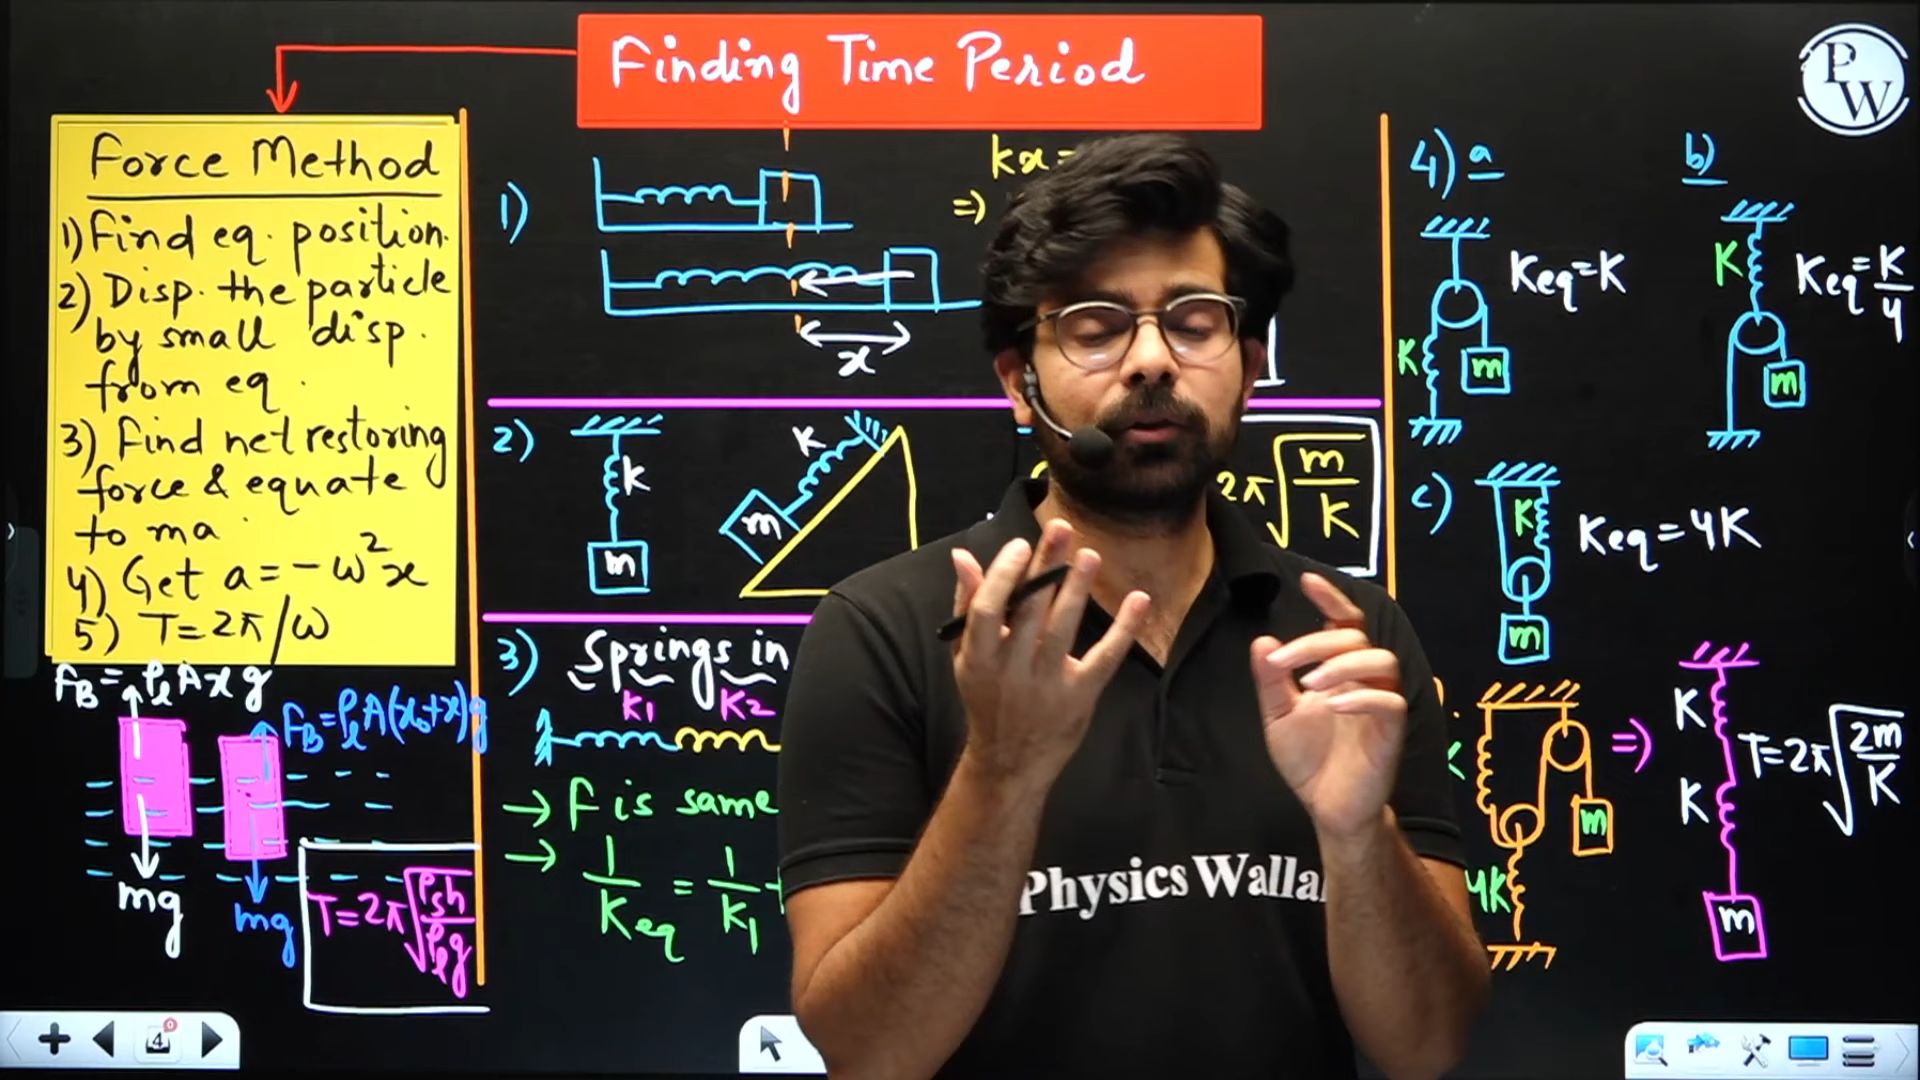 Finding Time Period
PW
Force Method
1) Find eq. position.
2) Disp. the particle
by small disp.
from eq.
3) Find net restoring
force & equate
to ma
4) Get a = - ω²x
5) T = 2π/ω
F_B = ρ_l A x g
F_B = ρ_l A(x₀+x)g
mg
mg
T = 2π√(ρ_s h/ρ_l g)
1)
Kx =
=>
x
2)
K
m
K
m
2π√(m/K)
3) Springs in
K1 K2
→ F is same
→ 1/Keq = 1/K1 +
4) a
Keq = K
K
m
b)
K
Keq = K/4
m
c)
K
Keq = 4K
m
K
m
4K
=>
K
K
m
T = 2π√(2m/K)
Physics Walla
4
0